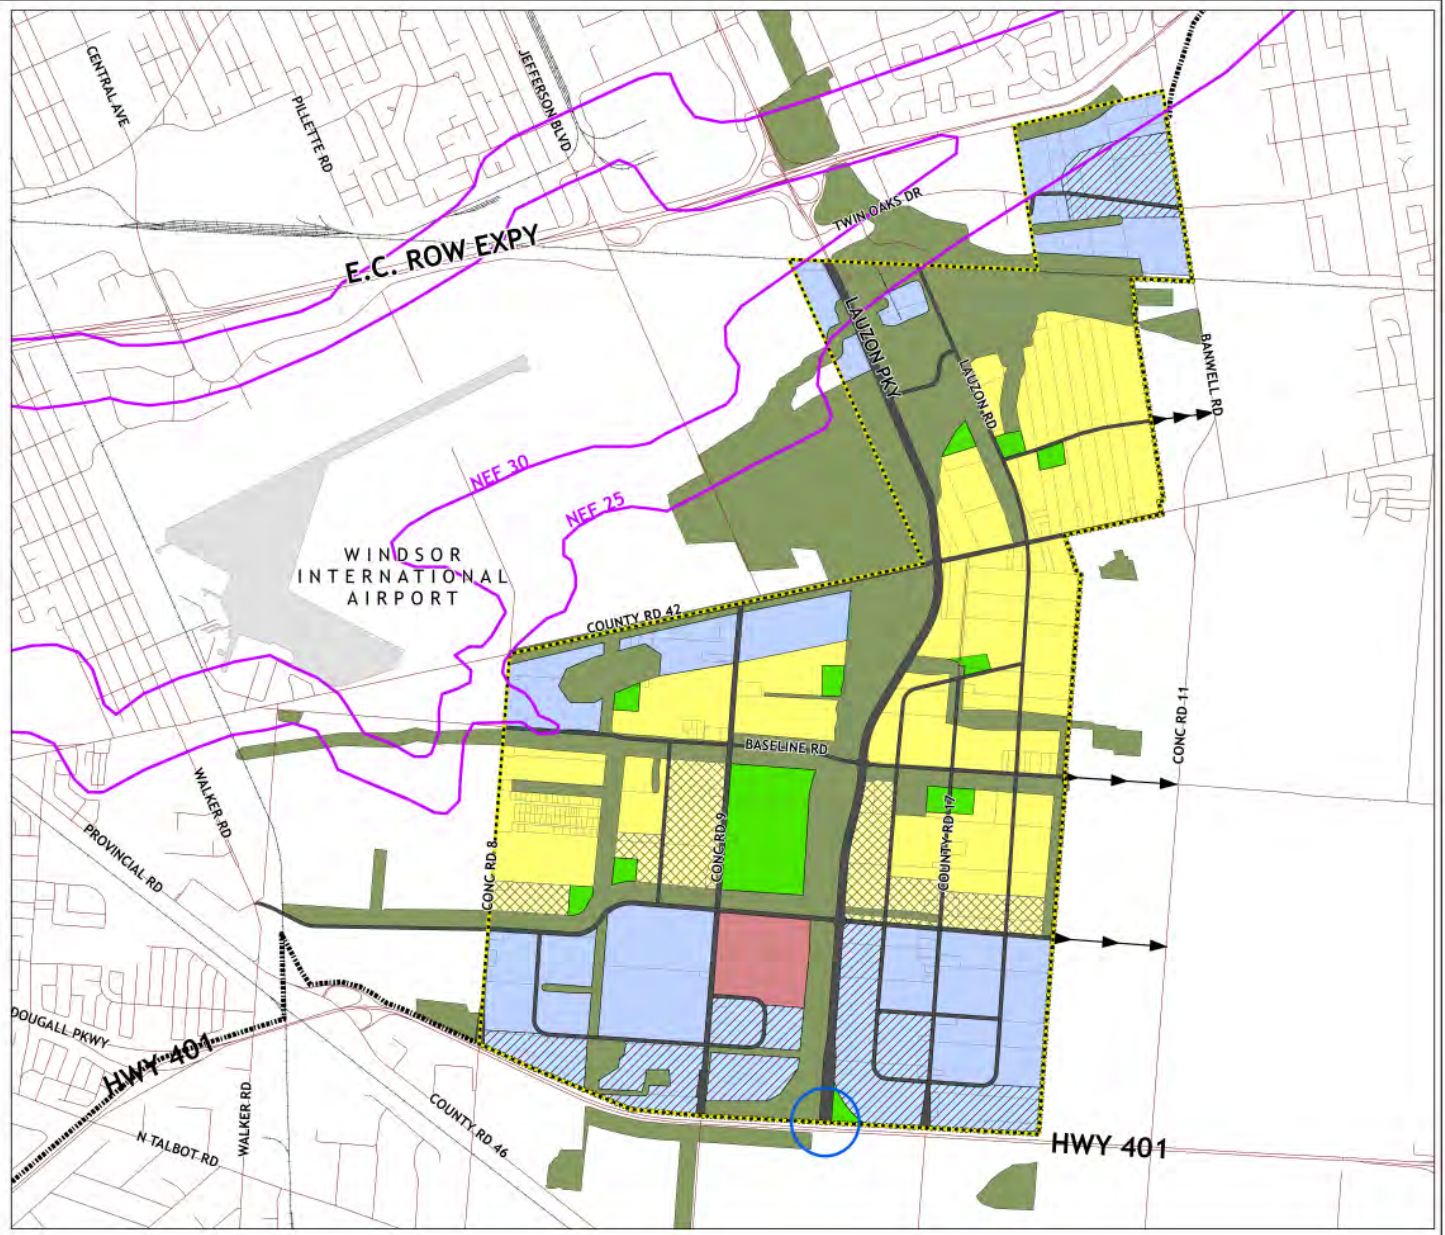 CENTRAL AVE
PILLETTE RD
JEFFERSON BLVD
E.C. ROW EXPY
TWIN OAKS DR
LAUZON PKY
LAUZON RD
BANWELL RD
NEF 30
NEF 25
WINDSOR
INTERNATIONAL
AIRPORT
COUNTY RD 42
CONC RD 11
BASELINE RD
WALKER RD
PROVINCIAL RD
CONC RD 8
CONC RD 9
COUNTY RD 17
DOUGALL PKWY
HWY 401
WALKER RD
N TALBOT RD
COUNTY RD 46
HWY 401